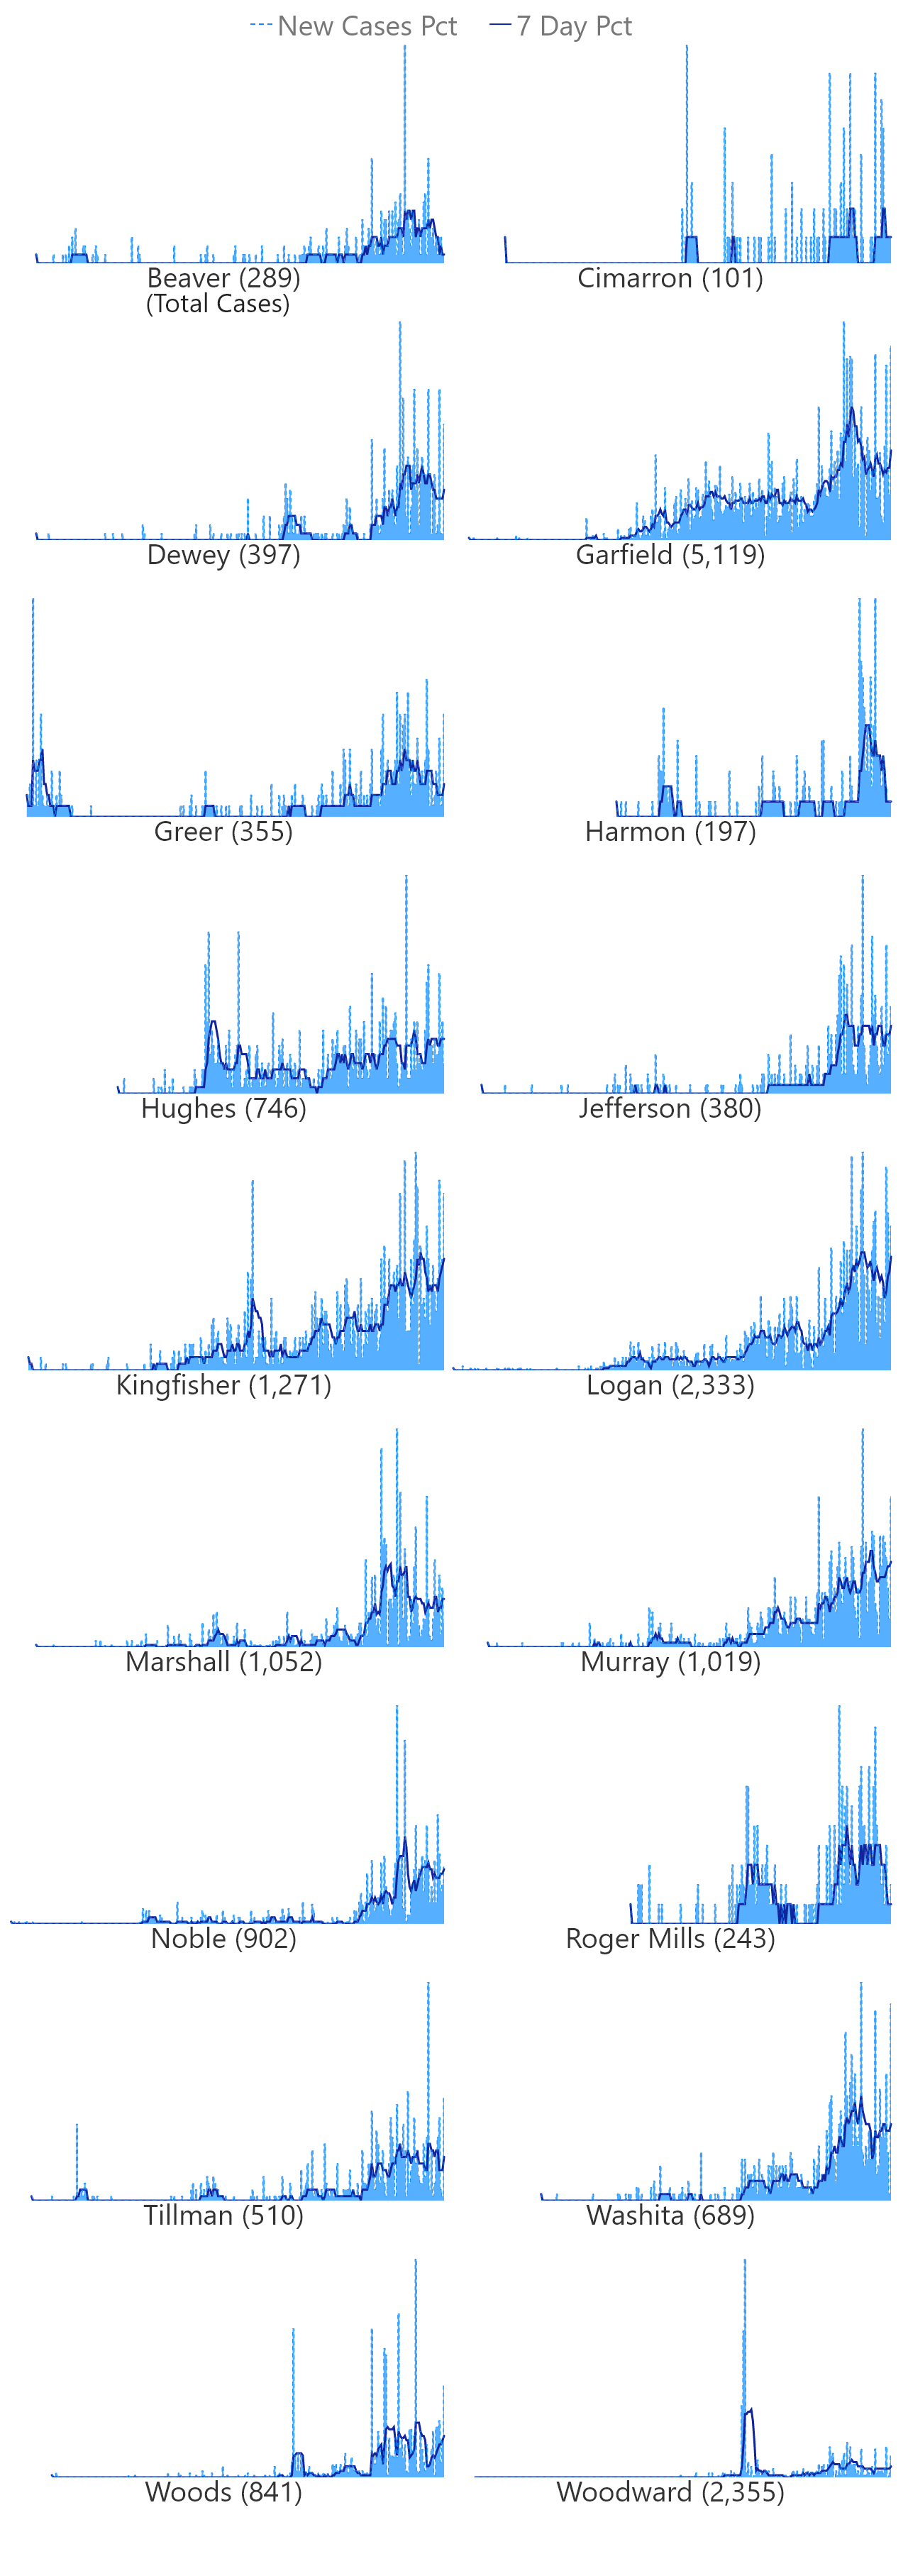 New Cases Pct 7 Day Pct
Beaver (289) Cimarron (101)
(Total Cases)
Dewey (397) Garfield (5,119)
Greer (355) Harmon (197)
Hughes (746) Jefferson (380)
Kingfisher (1,271) Logan (2,333)
Marshall (1,052) Murray (1,019)
Noble (902) Roger Mills (243)
Tillman (510) Washita (689)
Woods (841) Woodward (2,355)